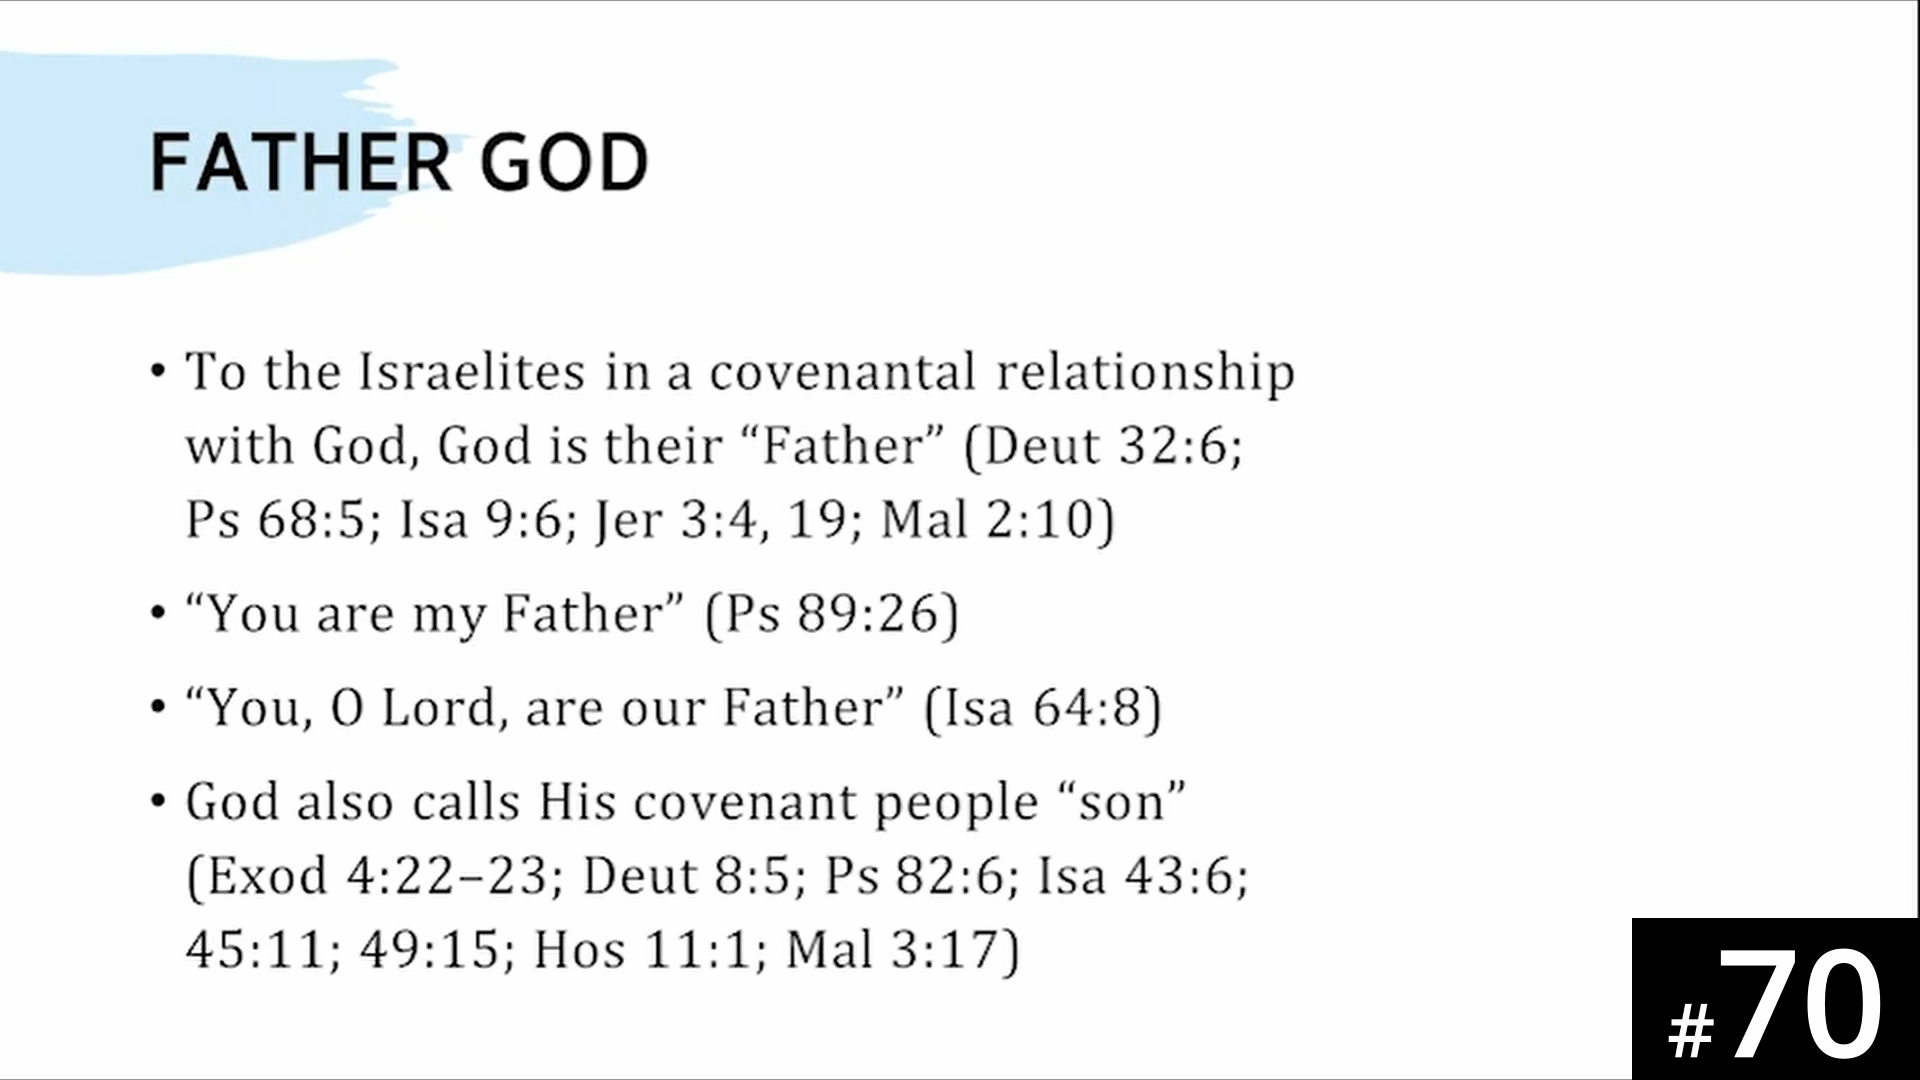 FATHER GOD
• To the Israelites in a covenantal relationship
with God, God is their “Father” (Deut 32:6;
Ps 68:5; Isa 9:6; Jer 3:4, 19; Mal 2:10)
• “You are my Father” (Ps 89:26)
• “You, O Lord, are our Father” (Isa 64:8)
• God also calls His covenant people “son”
(Exod 4:22–23; Deut 8:5; Ps 82:6; Isa 43:6;
45:11; 49:15; Hos 11:1; Mal 3:17)
#70